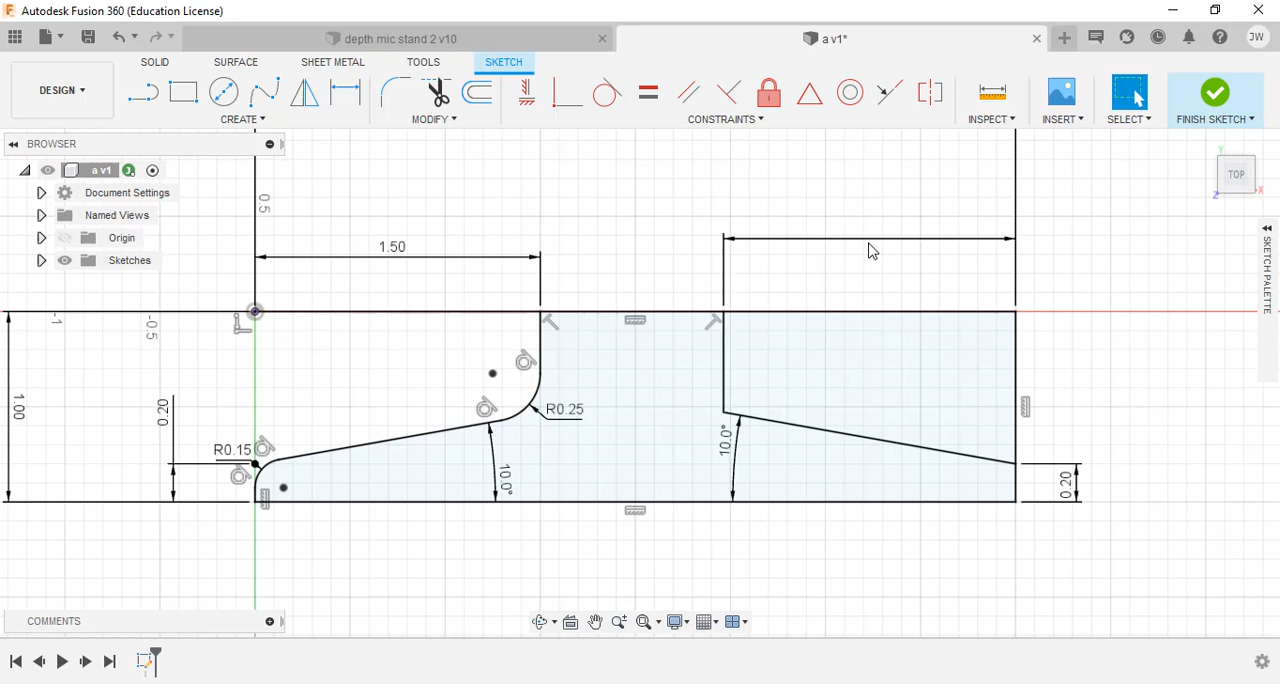 Autodesk Fusion 360 (Education License)
depth mic stand 2 v10
a v1*
JW
DESIGN
SOLID SURFACE SHEET METAL TOOLS SKETCH
CREATE MODIFY CONSTRAINTS INSPECT INSERT SELECT FINISH SKETCH
BROWSER
a v1
Document Settings
Named Views
Origin
Sketches
TOP
Y
X
Z
SKETCH PALETTE
0.5
1.50
-1
-0.5
1.00
0.20
R0.15
R0.25
10.0°
10.0°
0.20
COMMENTS